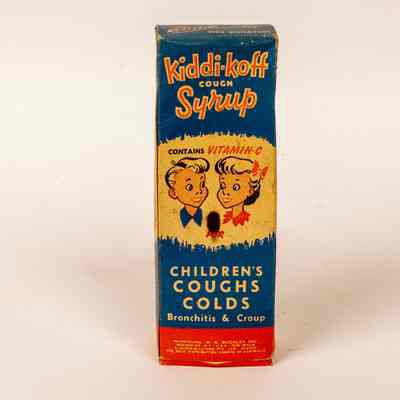 Kiddi-Koff
COUGH
Syrup
CONTAINS VITAMIN-C
CHILDREN'S
COUGHS
COLDS
Bronchitis & Croup